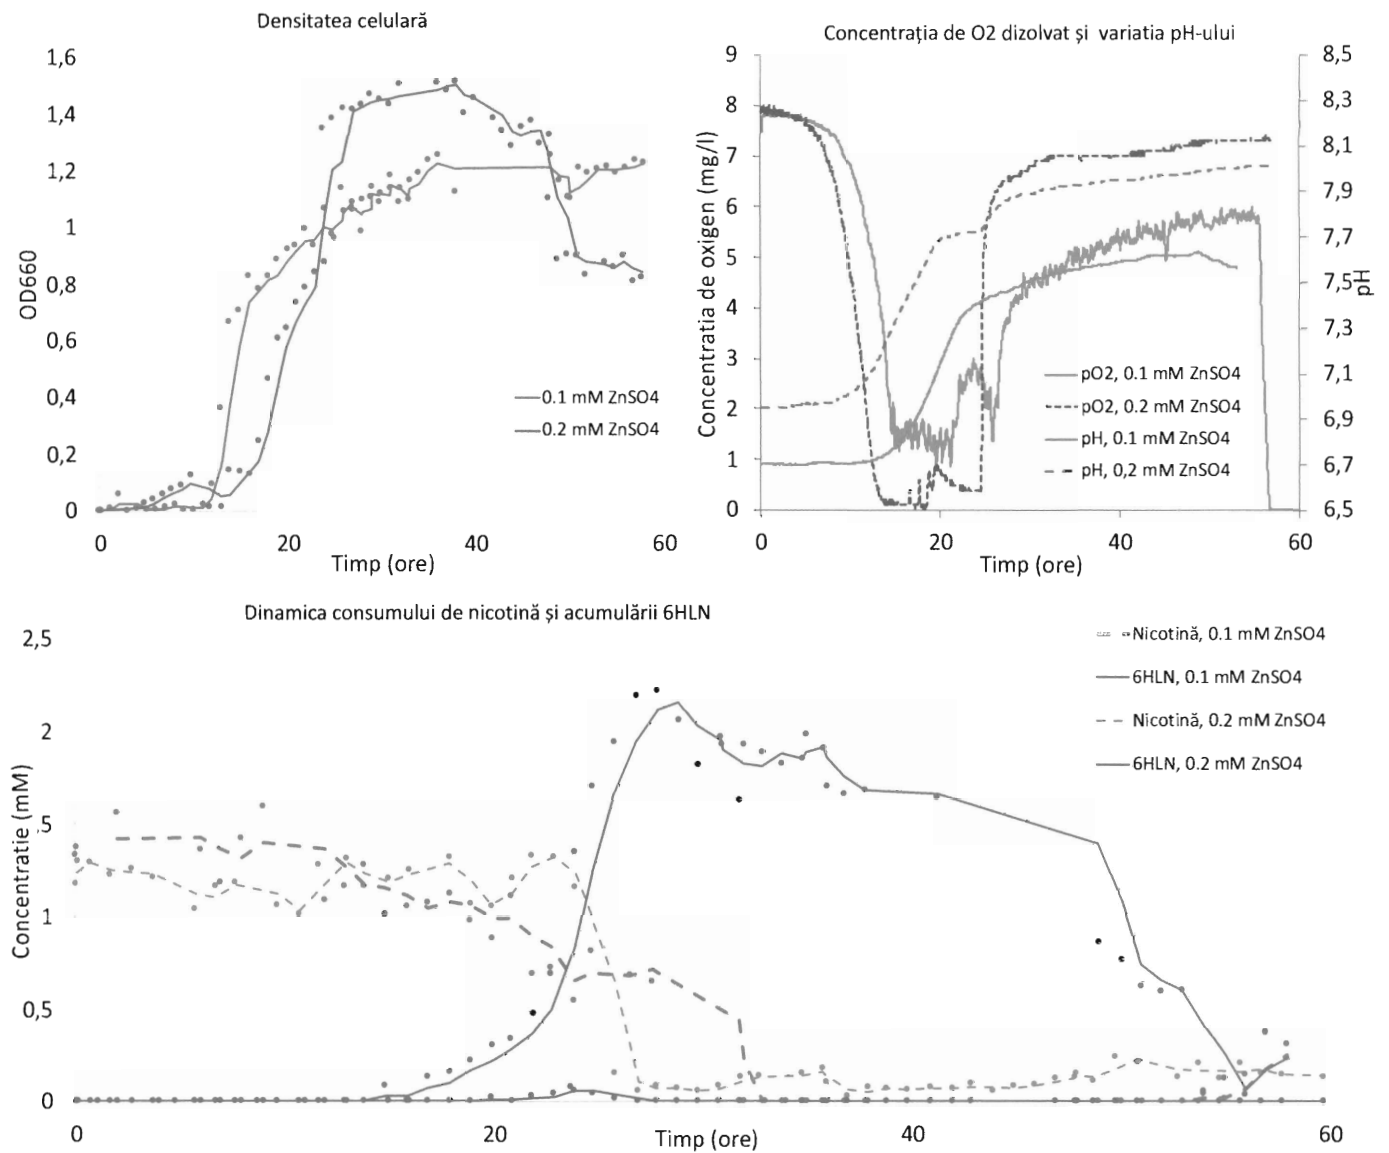 Densitatea celulară
1,6
1,4
1,2
1
0,8
0,6
0,4
0,2
0
OD660
0.1 mM ZnSO4
0.2 mM ZnSO4
0 20 40 60
Timp (ore)
Concentrația de O2 dizolvat și variatia pH-ului
9
8
7
6
5
4
3
2
1
0
Concentratia de oxigen (mg/l)
8,5
8,3
8,1
7,9
7,7
7,5
7,3
7,1
6,9
6,7
6,5
pH
pO2, 0.1 mM ZnSO4
pO2, 0.2 mM ZnSO4
pH, 0.1 mM ZnSO4
pH, 0,2 mM ZnSO4
0 20 40 60
Timp (ore)
Dinamica consumului de nicotină și acumulării 6HLN
2,5
2
,5
1
0,5
0
Concentratie (mM)
Nicotină, 0.1 mM ZnSO4
6HLN, 0.1 mM ZnSO4
Nicotină, 0.2 mM ZnSO4
6HLN, 0.2 mM ZnSO4
0 20 40 60
Timp (ore)